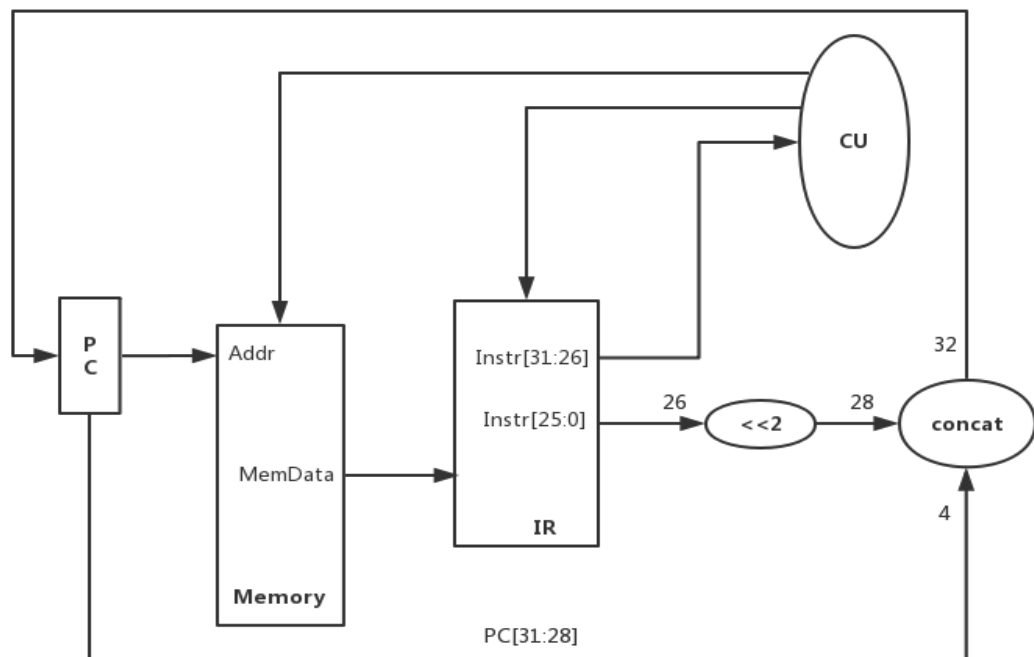 CU
P
C
Addr
MemData
Memory
Instr[31:26]
Instr[25:0]
IR
26
<<2
28
concat
32
4
PC[31:28]